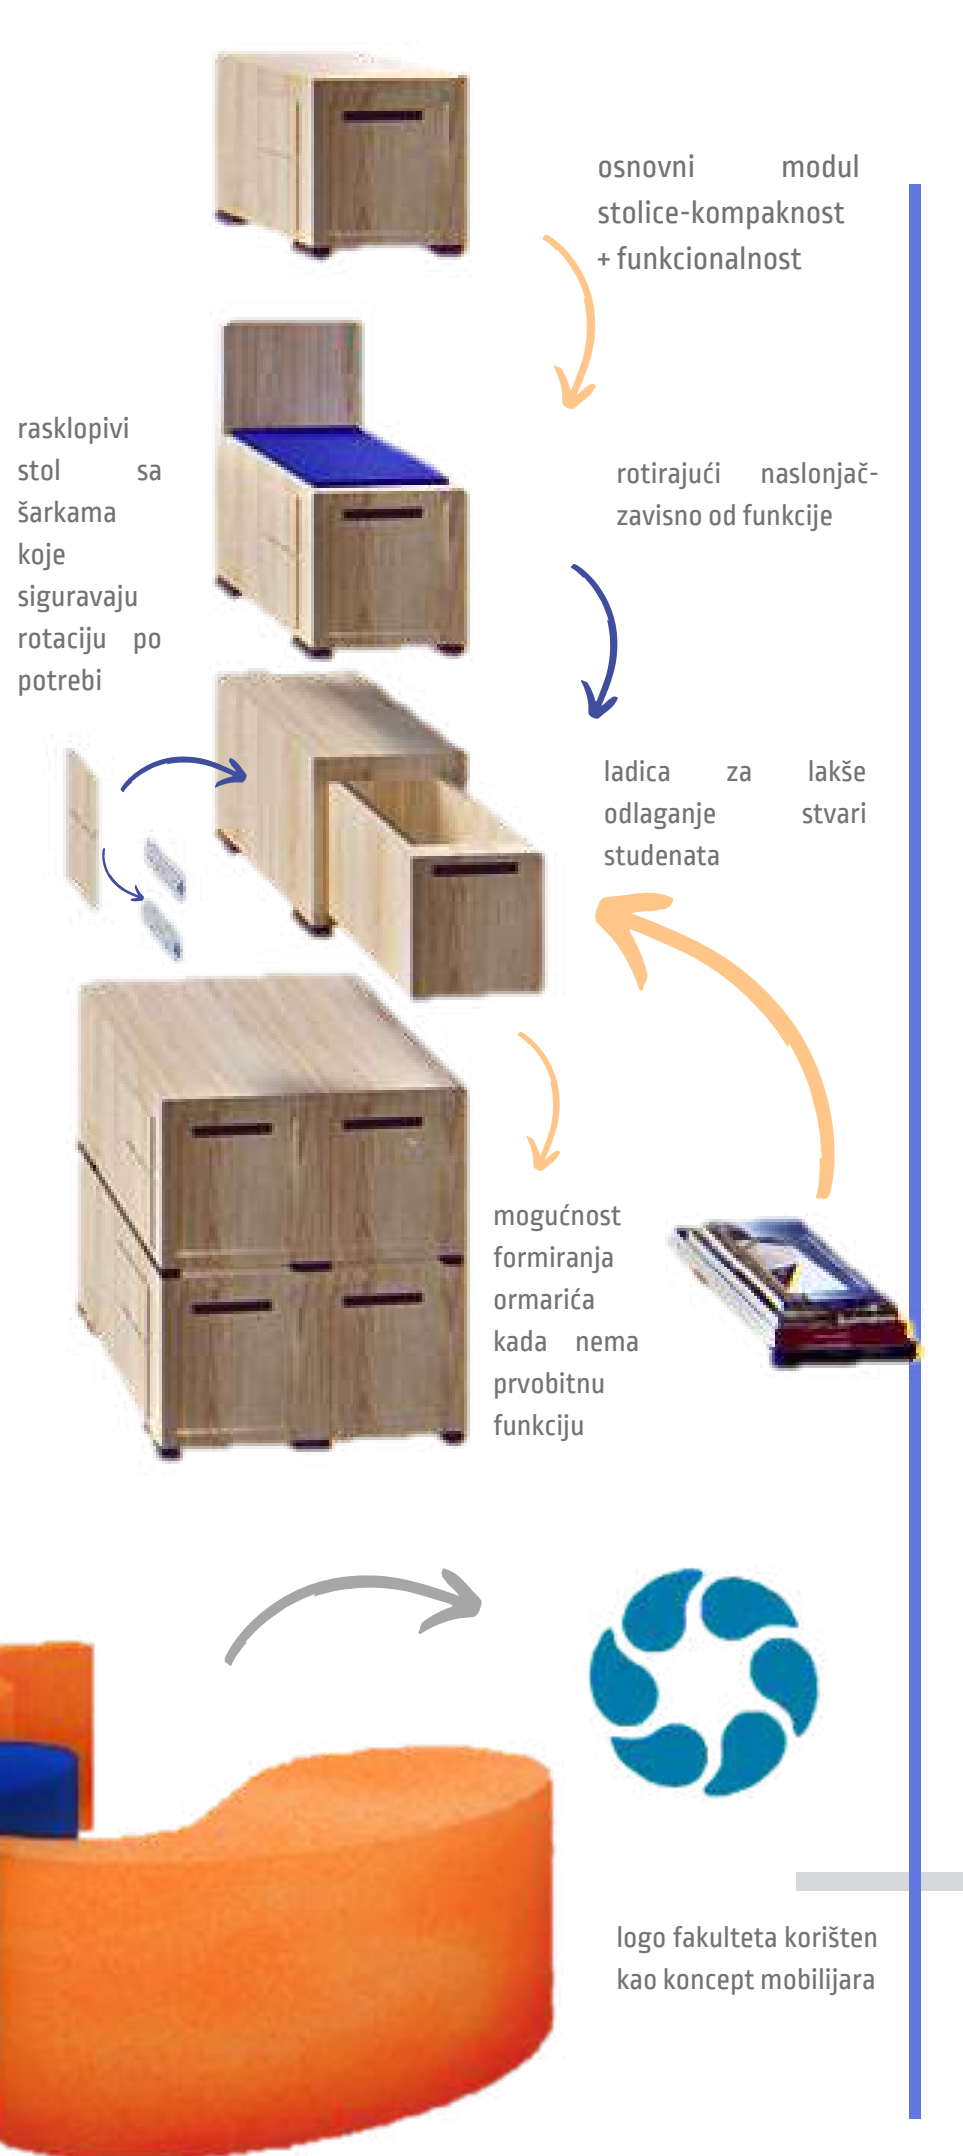 osnovni modul
stolice-kompaknost
+ funkcionalnost
rasklopivi
stol sa
šarkama
koje
siguravaju
rotaciju po
potrebi
rotirajući naslonjač-
zavisno od funkcije
ladica za lakše
odlaganje stvari
studenata
mogućnost
formiranja
ormarića
kada nema
prvobitnu
funkciju
logo fakulteta korišten
kao koncept mobilijara